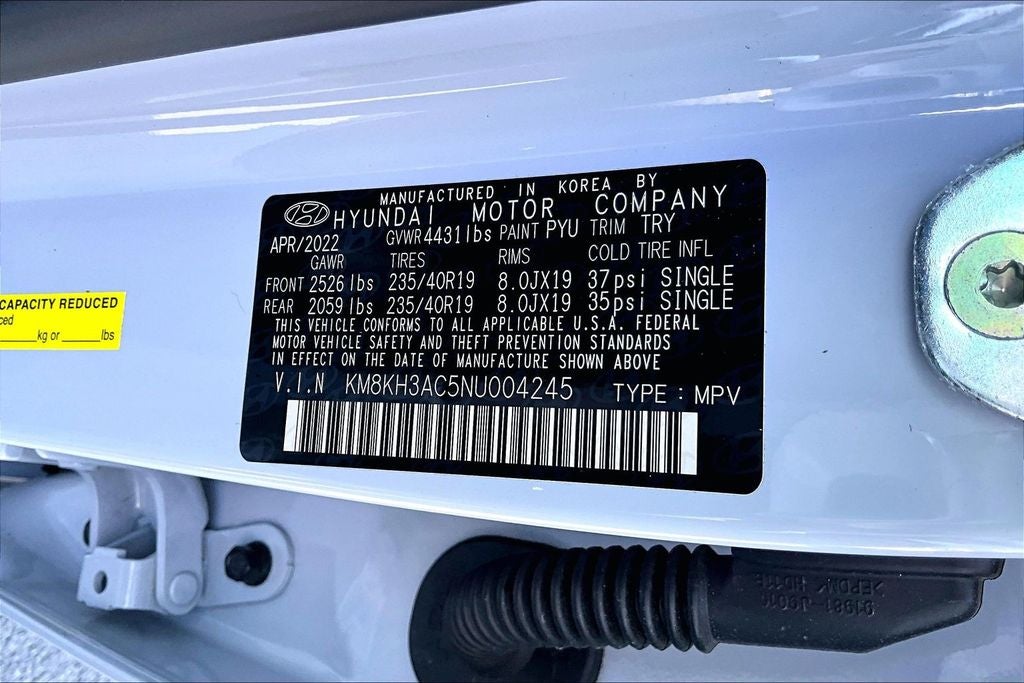 MANUFACTURED IN KOREA BY
HYUNDAI MOTOR COMPANY
APR/2022 GVWR 4431 lbs PAINT PYU TRIM TRY
GAWR TIRES RIMS COLD TIRE INFL
FRONT 2526 lbs 235/40R19 8.0JX19 37psi SINGLE
REAR 2059 lbs 235/40R19 8.0JX19 35psi SINGLE
THIS VEHICLE CONFORMS TO ALL APPLICABLE U.S.A. FEDERAL
MOTOR VEHICLE SAFETY AND THEFT PREVENTION STANDARDS
IN EFFECT ON THE DATE OF MANUFACTURE SHOWN ABOVE
V.I.N KM8KH3AC5NU004245 TYPE : MPV
CAPACITY REDUCED
ced
____kg or ____lbs